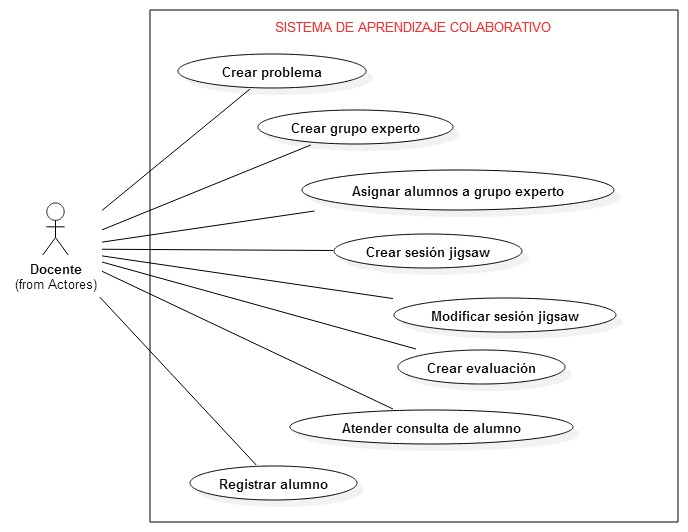 SISTEMA DE APRENDIZAJE COLABORATIVO
Crear problema
Crear grupo experto
Asignar alumnos a grupo experto
Crear sesión jigsaw
Docente
(from Actores)
Modificar sesión jigsaw
Crear evaluación
Atender consulta de alumno
Registrar alumno